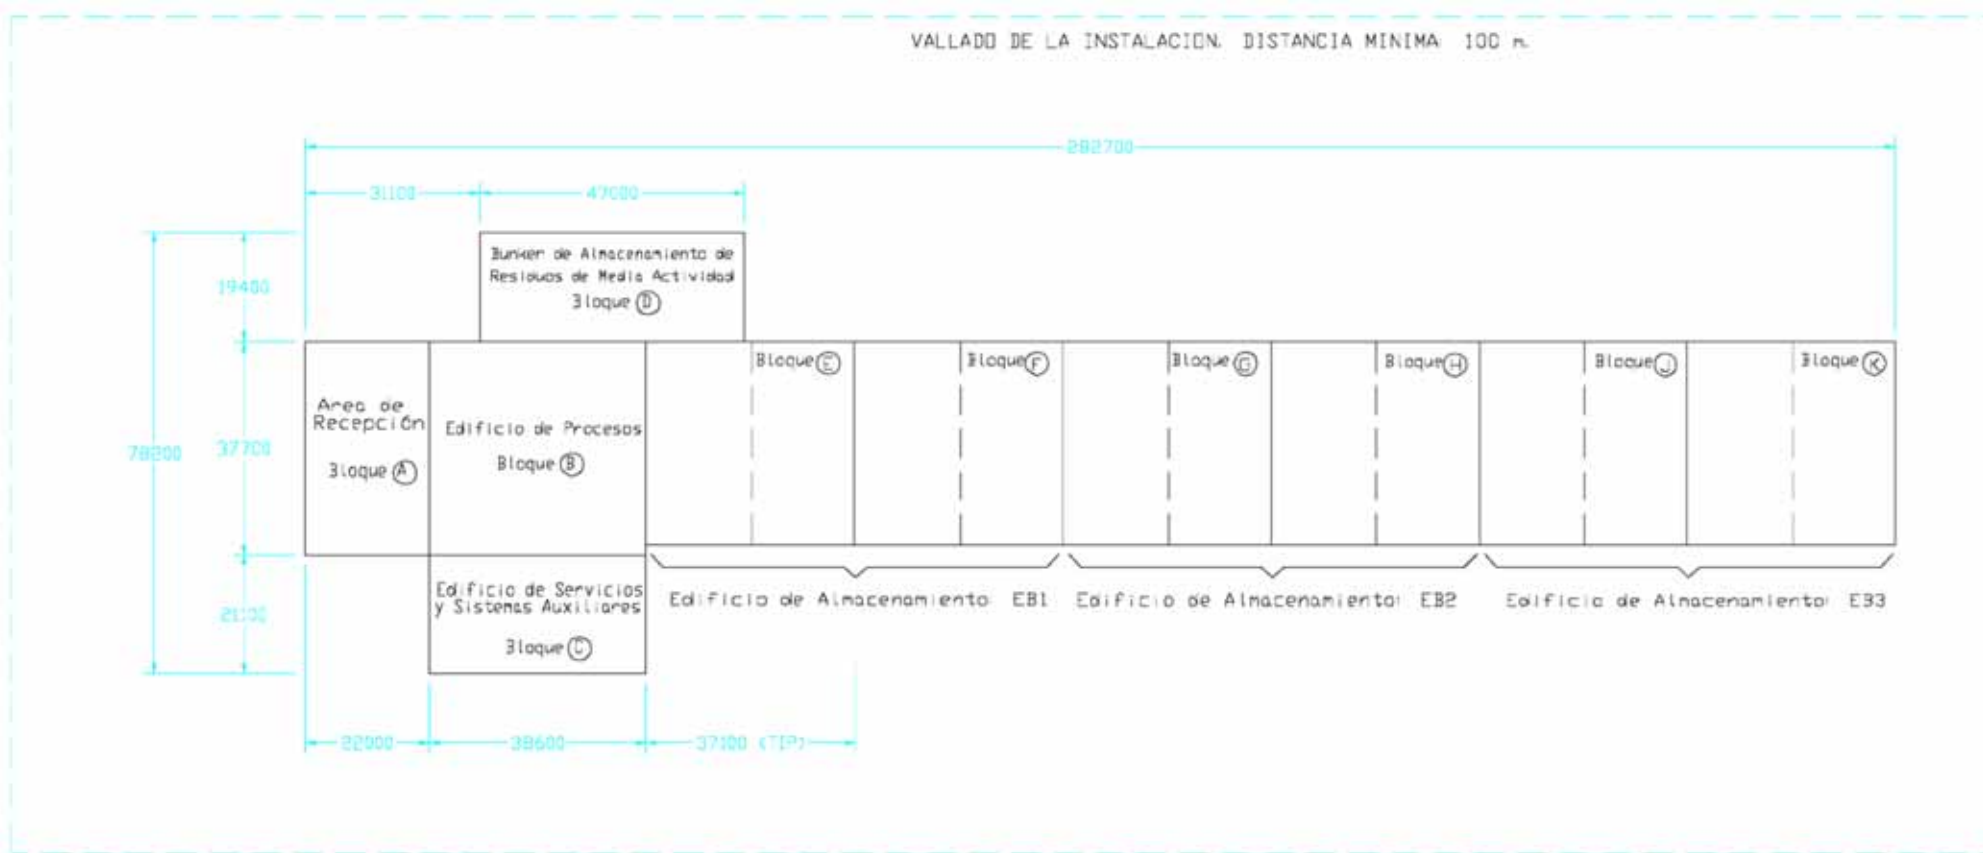 VALLADO DE LA INSTALACION. DISTANCIA MINIMA 100 m.
282700
31100
47000
Bunker de Almacenamiento de
Residuos de Media Actividad
Bloque D
19400
37700
78200
Area de
Recepción
Bloque A
Edificio de Procesos
Bloque B
Bloque E
Bloque F
Bloque G
Bloque H
Bloque J
Bloque K
Edificio de Servicios
y Sistemas Auxiliares
Bloque C
Edificio de Almacenamiento EB1
Edificio de Almacenamiento: EB2
Edificio de Almacenamiento: EB3
22000
38600
37100 (TIP)